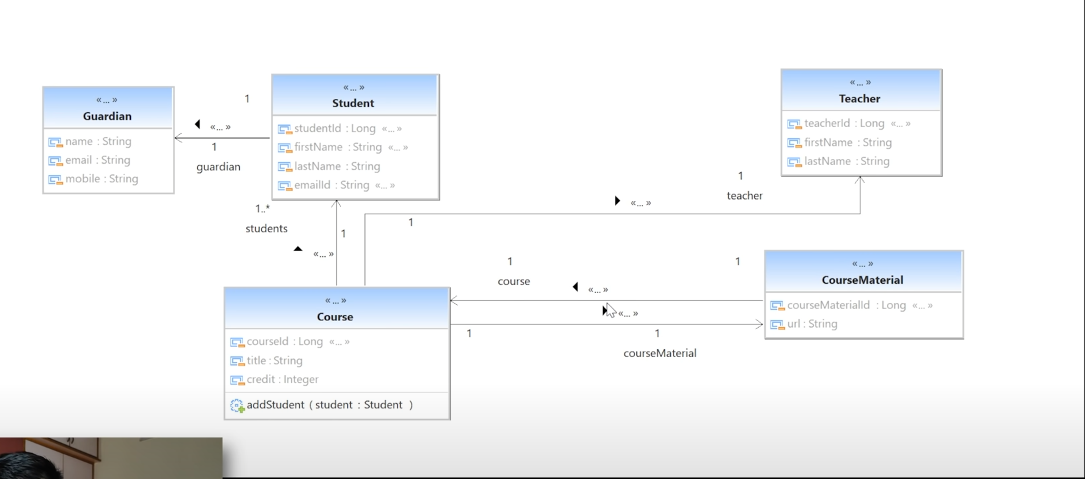 «... »
Guardian
name : String
email : String
mobile : String
1
«... »
1
guardian
«... »
Student
studentId : Long «... »
firstName : String «... »
lastName : String
emailId : String «... »
«... »
Teacher
teacherId : Long «... »
firstName : String
lastName : String
1..*
students
«... »
1
1
«... »
1
teacher
«... »
Course
courseId : Long «... »
title : String
credit : Integer
addStudent ( student : Student )
1
course
«... »
1
«... »
1
1
courseMaterial
«... »
CourseMaterial
courseMaterialId : Long «... »
url : String